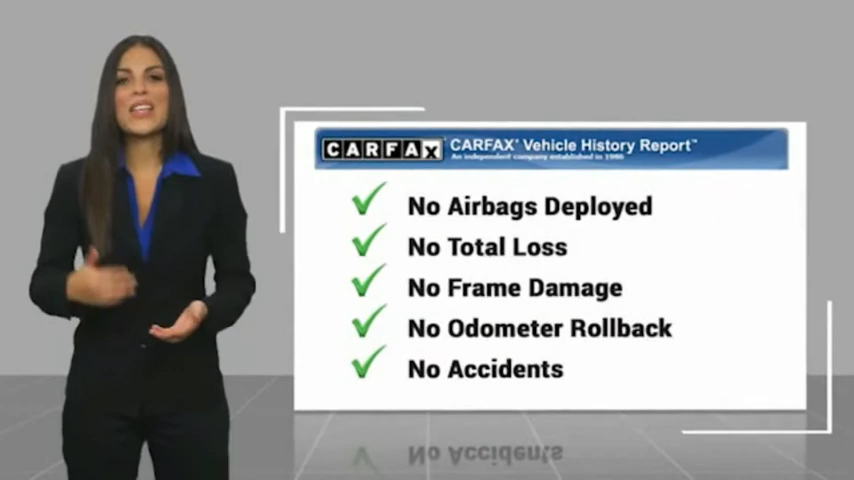 CARFAX CARFAX® Vehicle History Report™
An independent company established in 1986
No Airbags Deployed
No Total Loss
No Frame Damage
No Odometer Rollback
No Accidents
No Accidents